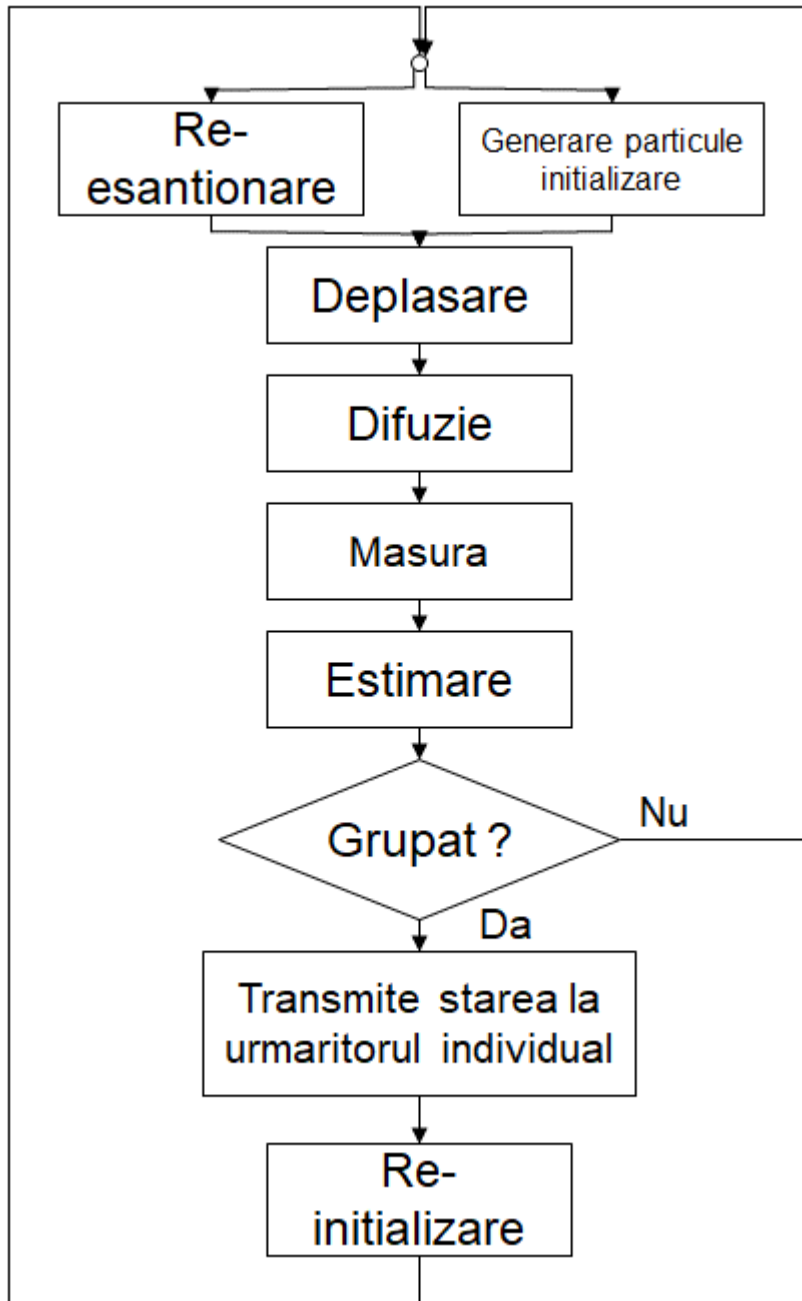 Re-
esantionare
Generare particule
initializare
Deplasare
Difuzie
Masura
Estimare
Grupat ?
Nu
Da
Transmite starea la
urmaritorul individual
Re-
initializare